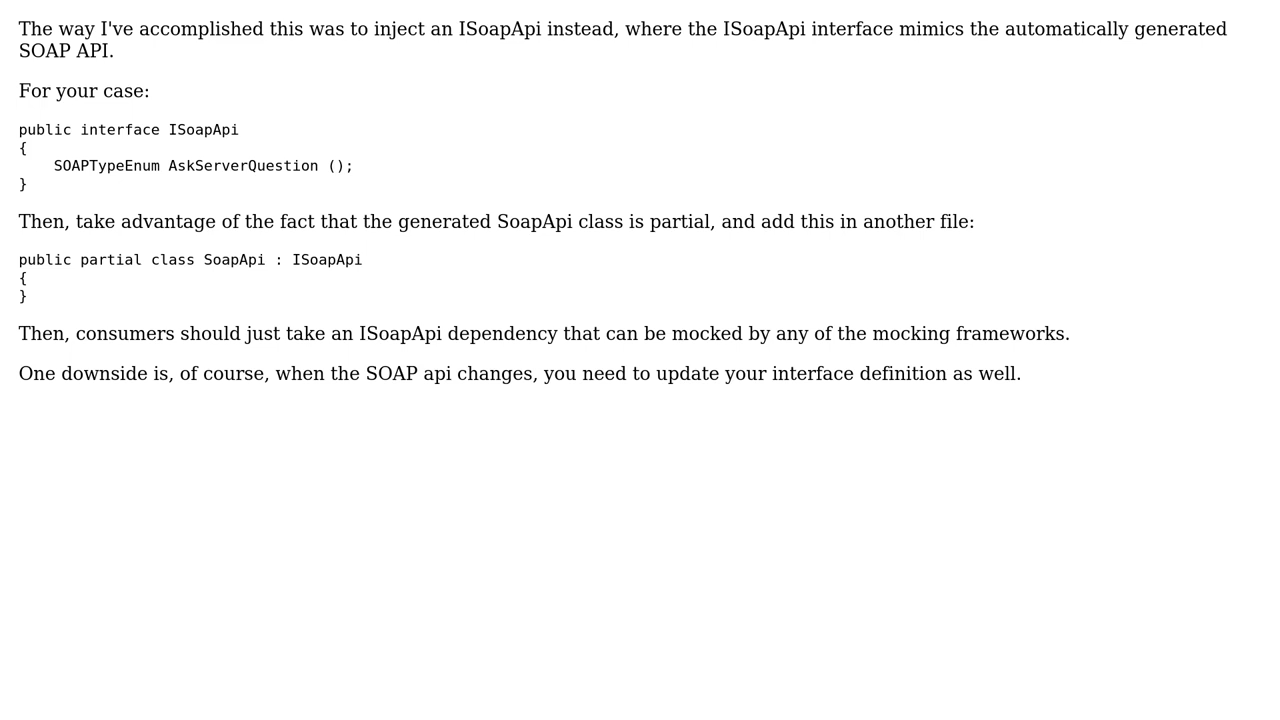 The way I've accomplished this was to inject an ISoapApi instead, where the ISoapApi interface mimics the automatically generated
SOAP API.
For your case:
public interface ISoapApi
{
    SOAPTypeEnum AskServerQuestion ();
}
Then, take advantage of the fact that the generated SoapApi class is partial, and add this in another file:
public partial class SoapApi : ISoapApi
{
}
Then, consumers should just take an ISoapApi dependency that can be mocked by any of the mocking frameworks.
One downside is, of course, when the SOAP api changes, you need to update your interface definition as well.